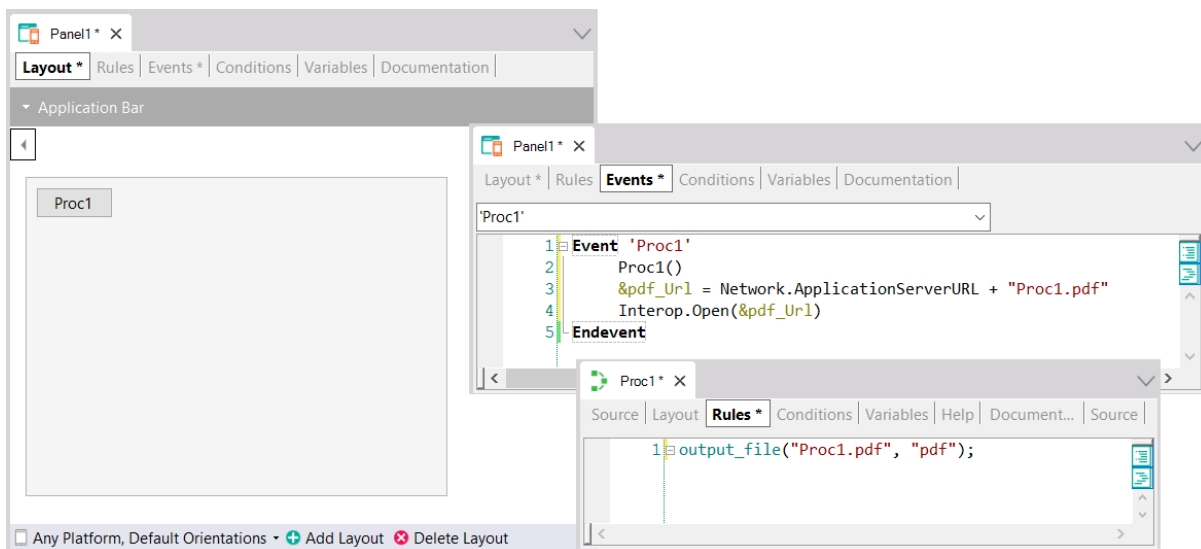 Panel1 *
Layout * Rules Events * Conditions Variables Documentation
Application Bar
Proc1
Any Platform, Default Orientations Add Layout Delete Layout
Panel1 *
Layout * Rules Events * Conditions Variables Documentation
'Proc1'
1 Event 'Proc1'
2 Proc1()
3 &pdf_Url = Network.ApplicationServerURL + "Proc1.pdf"
4 Interop.Open(&pdf_Url)
5 Endevent
Proc1 *
Source Layout Rules * Conditions Variables Help Document... Source
1 output_file("Proc1.pdf", "pdf");